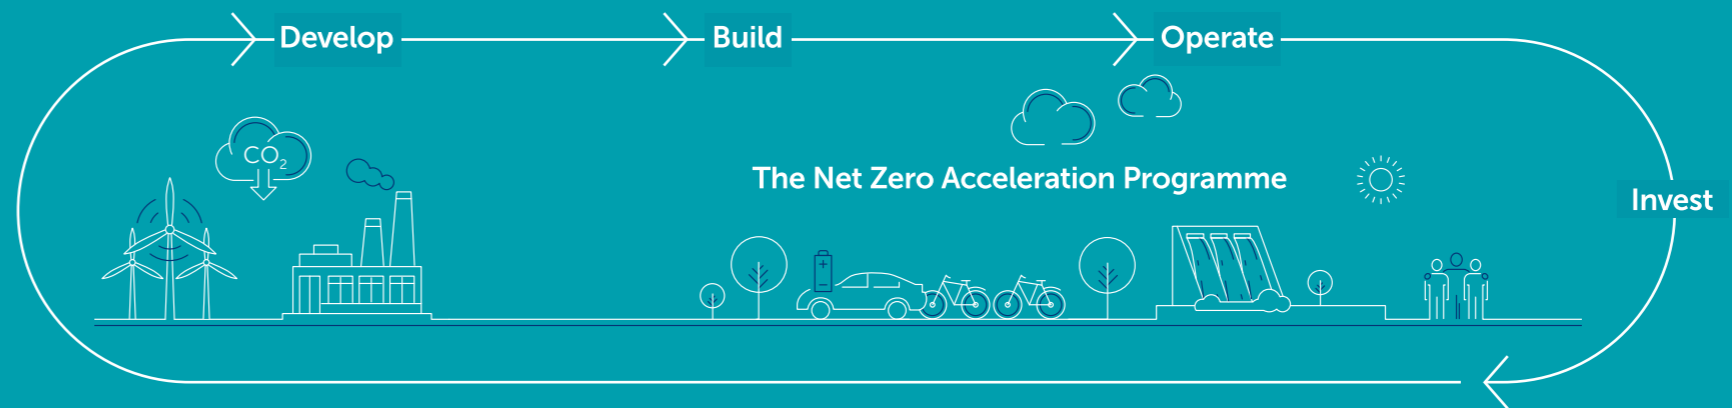 Develop
Build
Operate
CO₂
The Net Zero Acceleration Programme
Invest